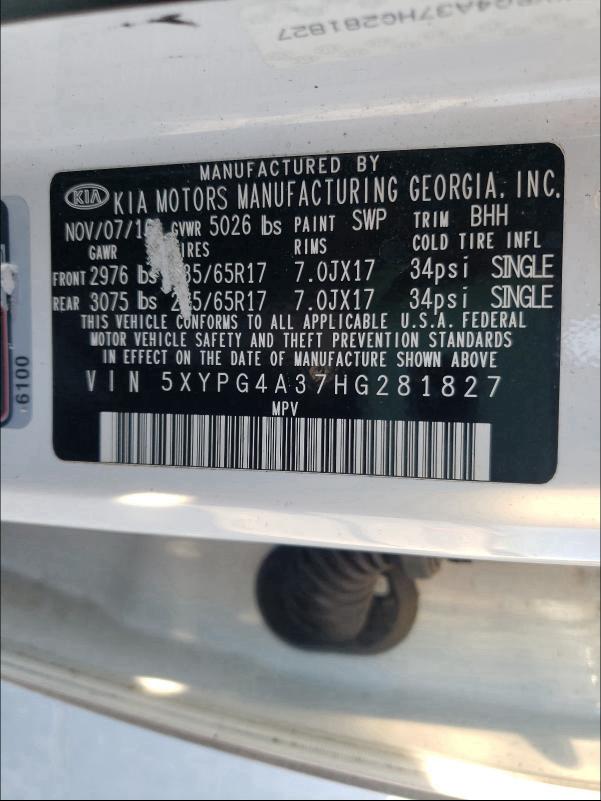 G4A37HG281827
MANUFACTURED BY
KIA KIA MOTORS MANUFACTURING GEORGIA, INC.
GVWR 5026 lbs PAINT SWP TRIM BHH
GAWR RIMS COLD TIRE INFL
FRONT 2976 lbs 7.0JX17 34psi SINGLE
REAR 3075 lbs 7.0JX17 34psi SINGLE
THIS VEHICLE CONFORMS TO ALL APPLICABLE U.S.A. FEDERAL
MOTOR VEHICLE SAFETY AND THEFT PREVENTION STANDARDS
IN EFFECT ON THE DATE OF MANUFACTURE SHOWN ABOVE
VIN 5XYPG4A37HG281827
MPV
6100